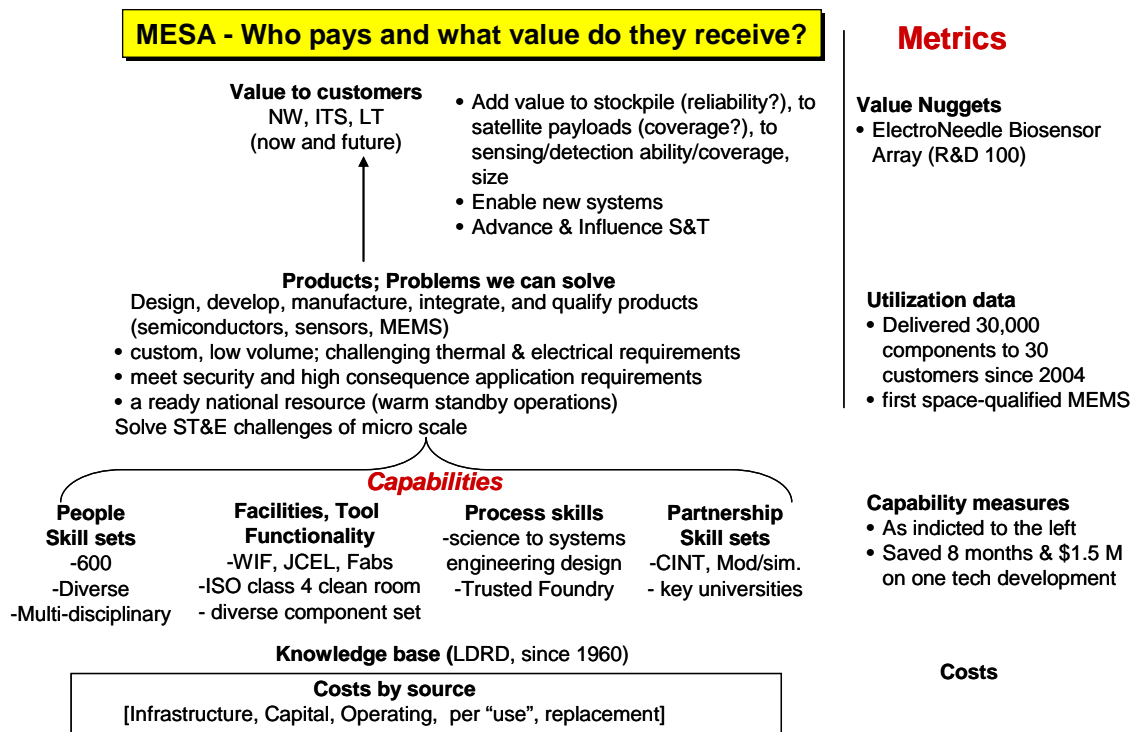 MESA - Who pays and what value do they receive?
Metrics
Value to customers
NW, ITS, LT
(now and future)
• Add value to stockpile (reliability?), to
satellite payloads (coverage?), to
sensing/detection ability/coverage,
size
• Enable new systems
• Advance & Influence S&T
Value Nuggets
• ElectroNeedle Biosensor
Array (R&D 100)
Products; Problems we can solve
Design, develop, manufacture, integrate, and qualify products
(semiconductors, sensors, MEMS)
• custom, low volume; challenging thermal & electrical requirements
• meet security and high consequence application requirements
• a ready national resource (warm standby operations)
Solve ST&E challenges of micro scale
Utilization data
• Delivered 30,000
components to 30
customers since 2004
• first space-qualified MEMS
Capabilities
People
Skill sets
-600
-Diverse
-Multi-disciplinary
Facilities, Tool
Functionality
-WIF, JCEL, Fabs
-ISO class 4 clean room
- diverse component set
Process skills
-science to systems
engineering design
-Trusted Foundry
Partnership
Skill sets
-CINT, Mod/sim.
- key universities
Capability measures
• As indicted to the left
• Saved 8 months & $1.5 M
on one tech development
Knowledge base (LDRD, since 1960)
Costs by source
[Infrastructure, Capital, Operating, per “use”, replacement]
Costs